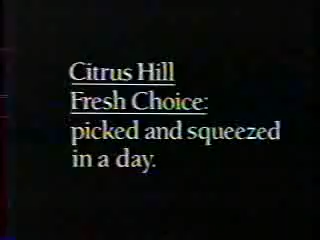 Citrus Hill
Fresh Choice:
picked and squeezed
in a day.